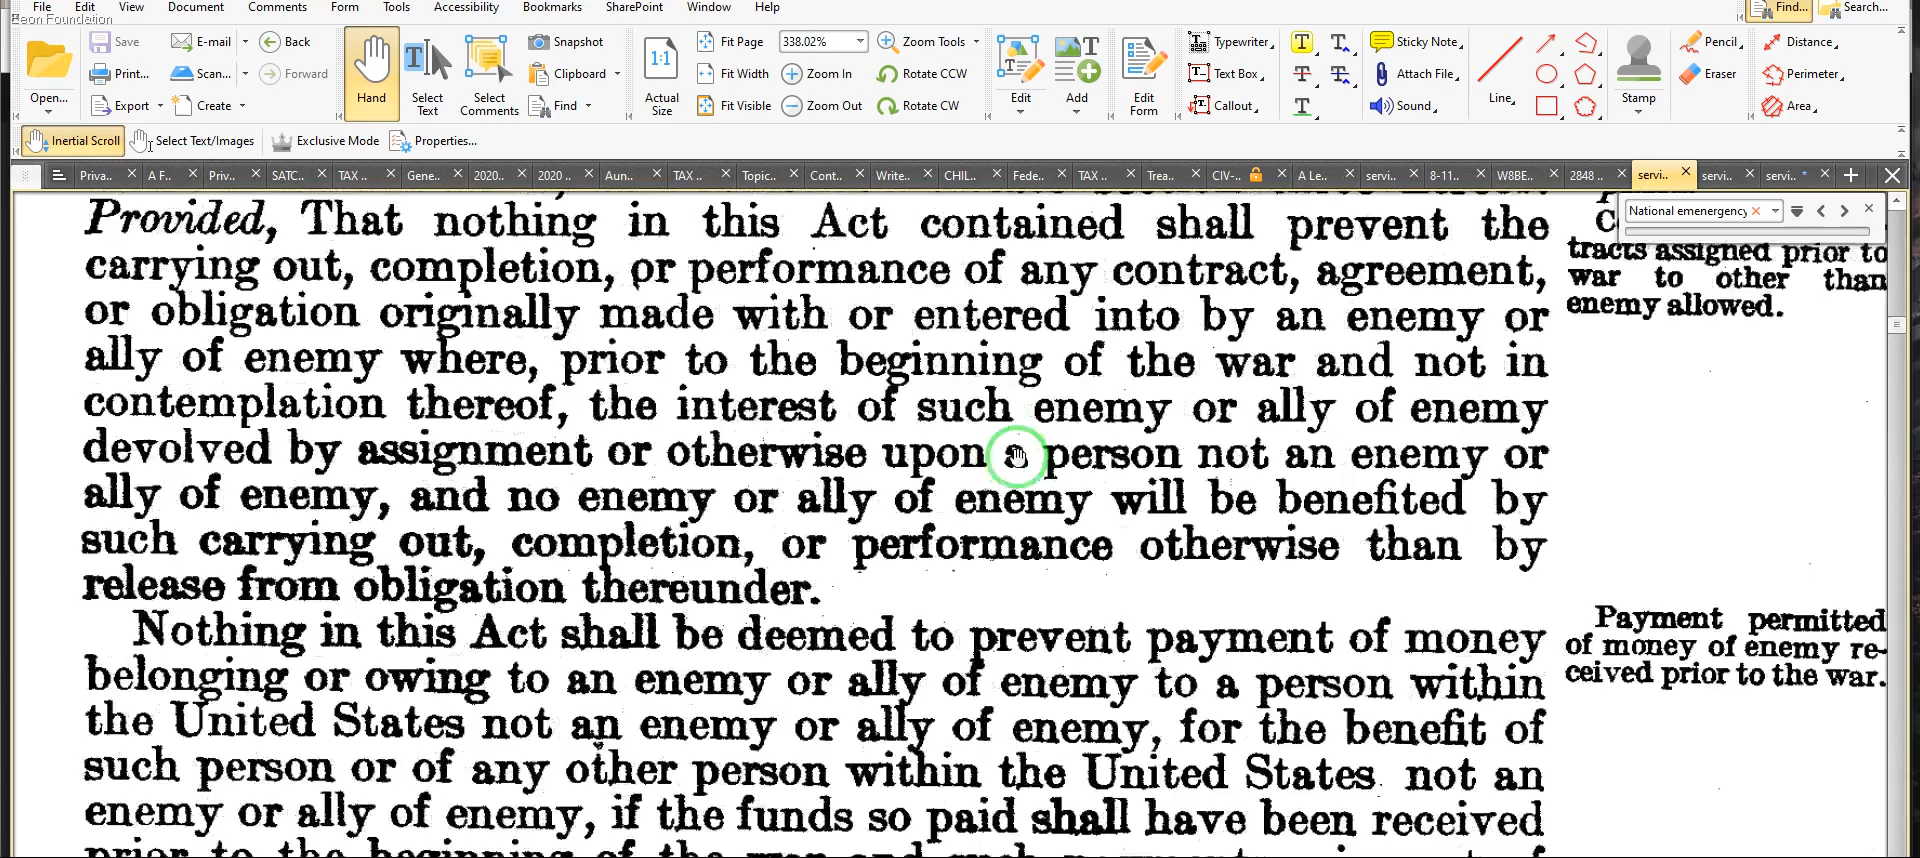 File Edit View Document Comments Form Tools Accessibility Bookmarks SharePoint Window Help Find... Search...
Aeon Foundation
Save E-mail Back Snapshot Fit Page 338.02% Zoom Tools Typewriter Sticky Note Pencil Distance
Print... Scan... Forward Clipboard Fit Width Zoom In Rotate CCW Text Box Attach File Eraser Perimeter
Open... Hand Select Text Select Comments Actual Size Edit Add Edit Form Line Stamp
Export Create Find Fit Visible Zoom Out Rotate CW Callout Sound Area
Inertial Scroll Select Text/Images Exclusive Mode Properties...
Priva.. A F.. Priv.. SATC.. TAX .. Gene.. 2020.. 2020 .. Aun.. TAX .. Topic.. Cont.. Write.. CHIL.. Fede.. TAX .. Trea.. CIV-.. A Le.. servi.. 8-11.. W8BE.. 2848 .. servi.. servi.. servi.. *
National emenergency
Provided, That nothing in this Act contained shall prevent the
carrying out, completion, or performance of any contract, agreement,
or obligation originally made with or entered into by an enemy or
ally of enemy where, prior to the beginning of the war and not in
contemplation thereof, the interest of such enemy or ally of enemy
devolved by assignment or otherwise upon a person not an enemy or
ally of enemy, and no enemy or ally of enemy will be benefited by
such carrying out, completion, or performance otherwise than by
release from obligation thereunder.
tracts assigned prior to
war to other than
enemy allowed.
Nothing in this Act shall be deemed to prevent payment of money
belonging or owing to an enemy or ally of enemy to a person within
the United States not an enemy or ally of enemy, for the benefit of
such person or of any other person within the United States not an
enemy or ally of enemy, if the funds so paid shall have been received
prior to the beginning of the war and such
Payment permitted
of money of enemy re-
ceived prior to the war.